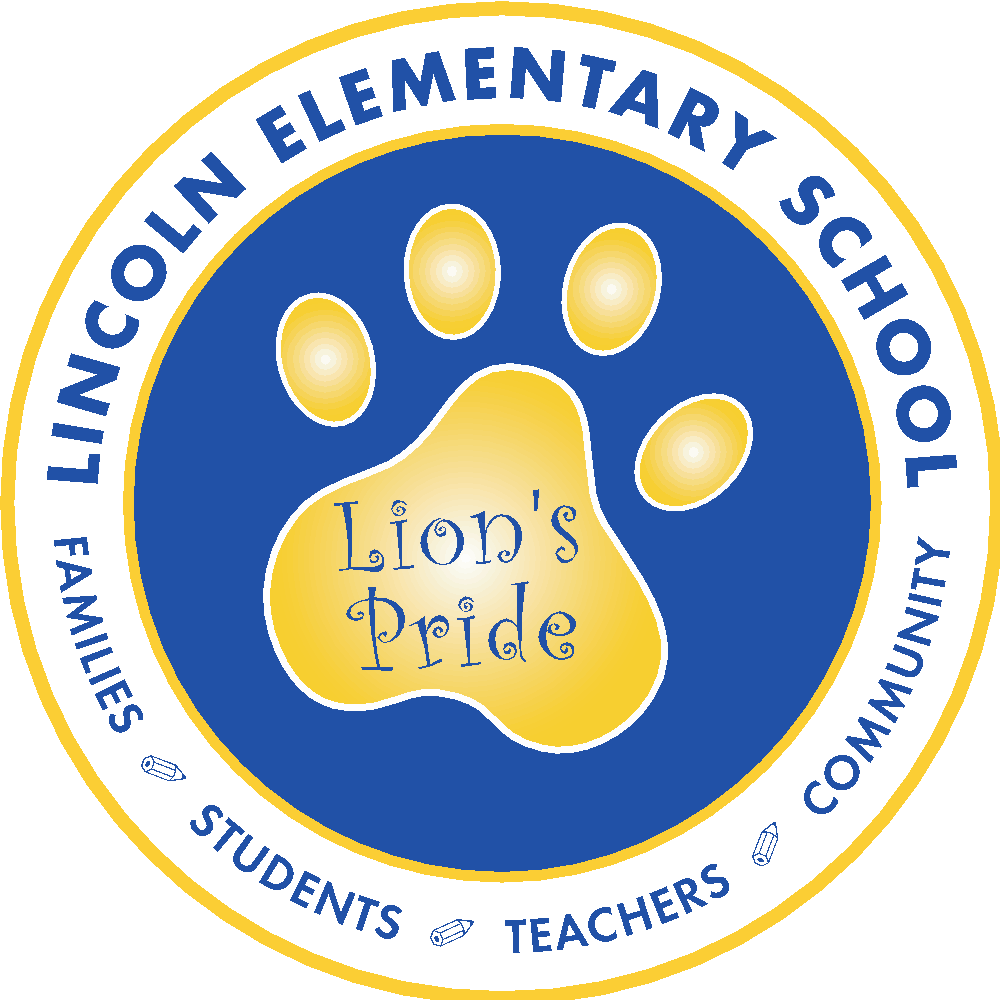 LINCOLN ELEMENTARY SCHOOL
Lion's
Pride
FAMILIES STUDENTS TEACHERS COMMUNITY